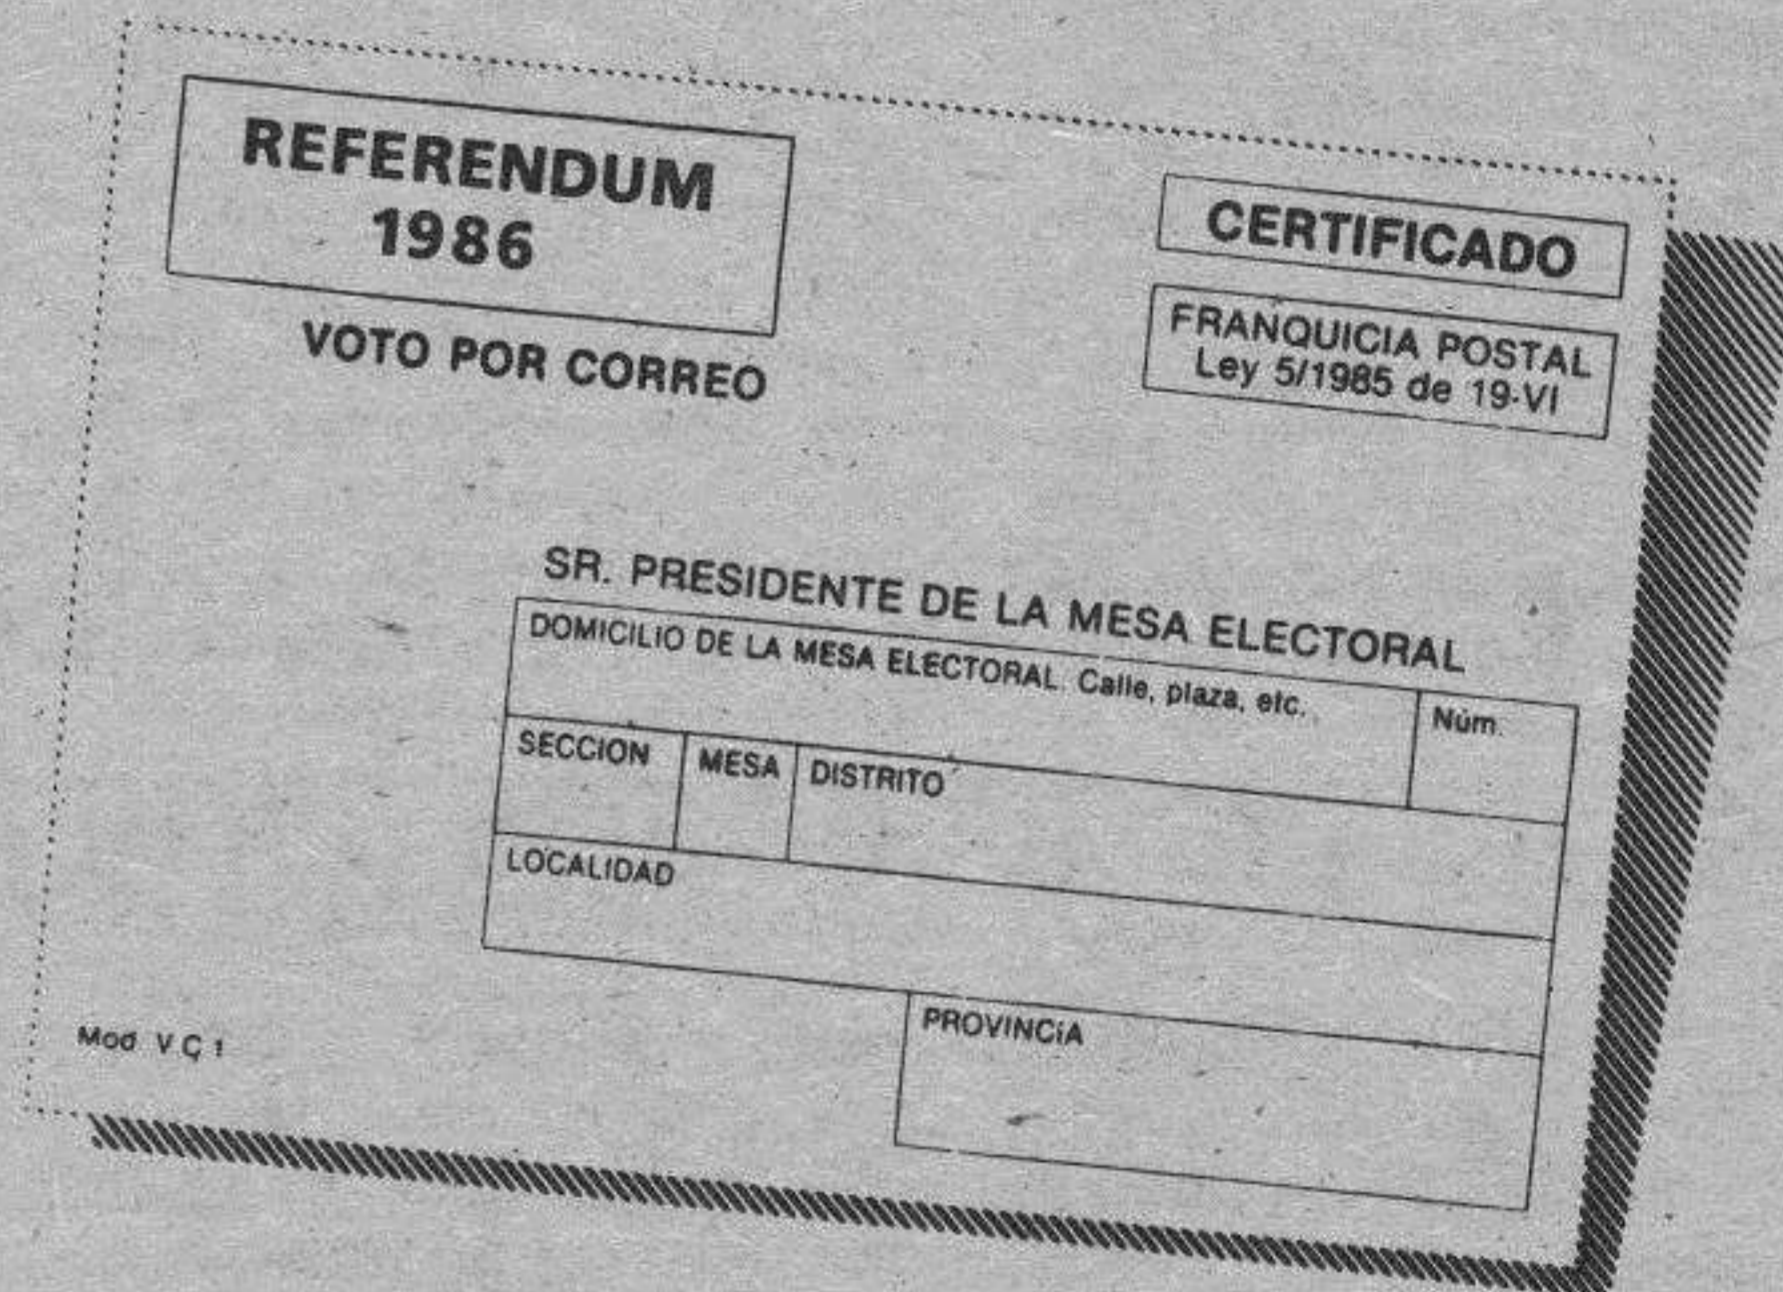 REFERENDUM
1986
VOTO POR CORREO
CERTIFICADO
FRANQUICIA POSTAL
Ley 5/1985 de 19-VI
SR. PRESIDENTE DE LA MESA ELECTORAL
DOMICILIO DE LA MESA ELECTORAL. Calle, plaza, etc.
Núm.
SECCION
MESA
DISTRITO
LOCALIDAD
PROVINCIA
Mod. V C 1